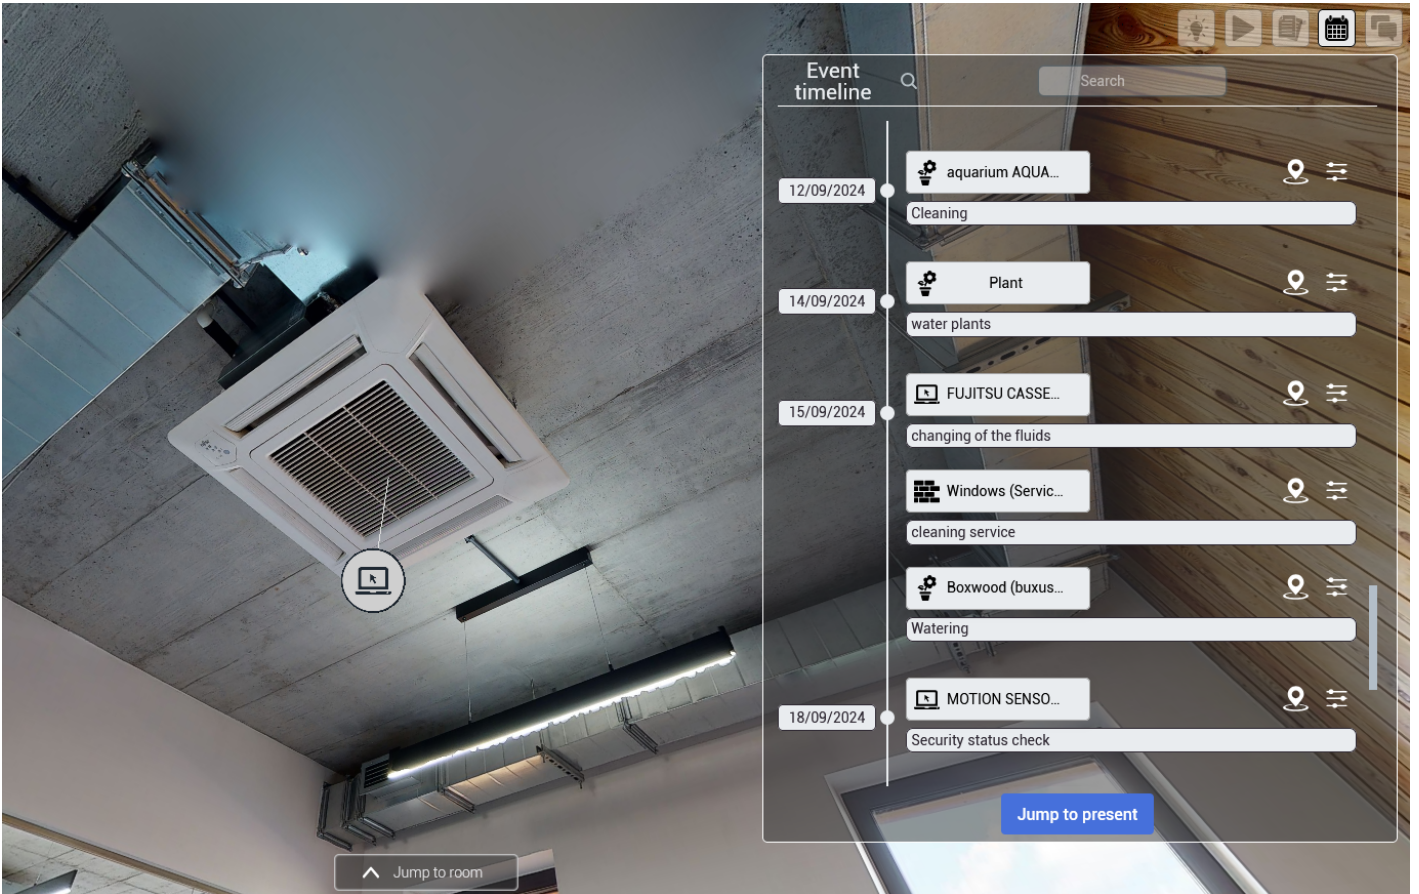 Event
timeline
Search
12/09/2024
aquarium AQUA...
Cleaning
14/09/2024
Plant
water plants
15/09/2024
FUJITSU CASSE...
changing of the fluids
Windows (Servic...
cleaning service
Boxwood (buxus...
Watering
18/09/2024
MOTION SENSO...
Security status check
Jump to present
Jump to room